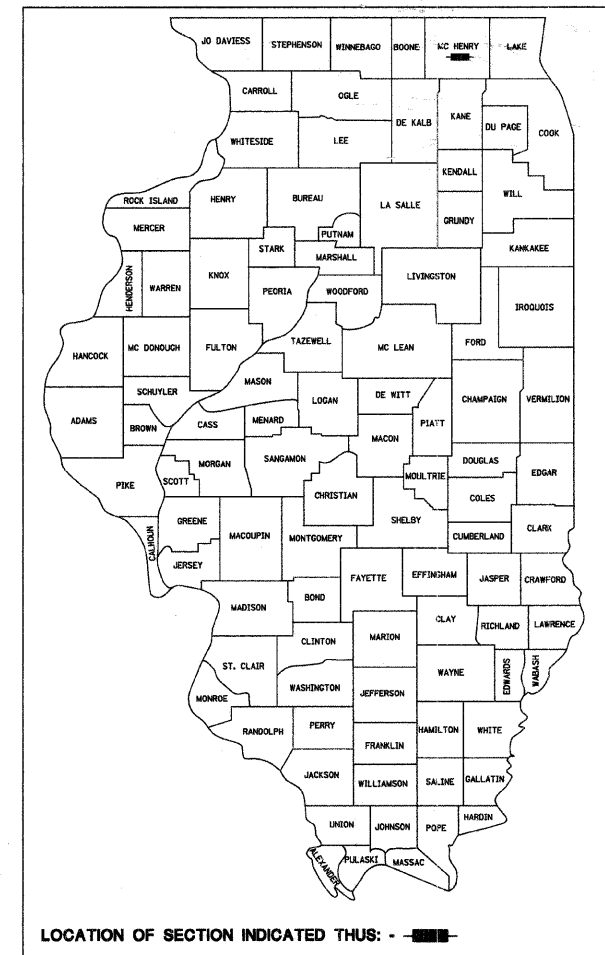 JO DAVIESS STEPHENSON WINNEBAGO BOONE MC HENRY LAKE
CARROLL OGLE DE KALB KANE DU PAGE COOK
WHITESIDE LEE KENDALL WILL
ROCK ISLAND HENRY BUREAU LA SALLE GRUNDY
MERCER PUTNAM KANKAKEE
HENDERSON WARREN KNOX STARK MARSHALL LIVINGSTON
PEORIA WOODFORD IROQUOIS
HANCOCK MC DONOUGH FULTON TAZEWELL MC LEAN FORD
SCHUYLER MASON LOGAN DE WITT CHAMPAIGN VERMILION
ADAMS BROWN CASS MENARD MACON PIATT
PIKE SCOTT MORGAN SANGAMON MOULTRIE DOUGLAS EDGAR
CHRISTIAN COLES
CALHOUN GREENE MACOUPIN MONTGOMERY SHELBY CUMBERLAND CLARK
JERSEY FAYETTE EFFINGHAM JASPER CRAWFORD
MADISON BOND CLAY RICHLAND LAWRENCE
ST. CLAIR CLINTON MARION WAYNE EDWARDS WABASH
MONROE WASHINGTON JEFFERSON
RANDOLPH PERRY FRANKLIN HAMILTON WHITE
JACKSON WILLIAMSON SALINE GALLATIN
UNION JOHNSON POPE HARDIN
ALEXANDER PULASKI MASSAC
LOCATION OF SECTION INDICATED THUS: -